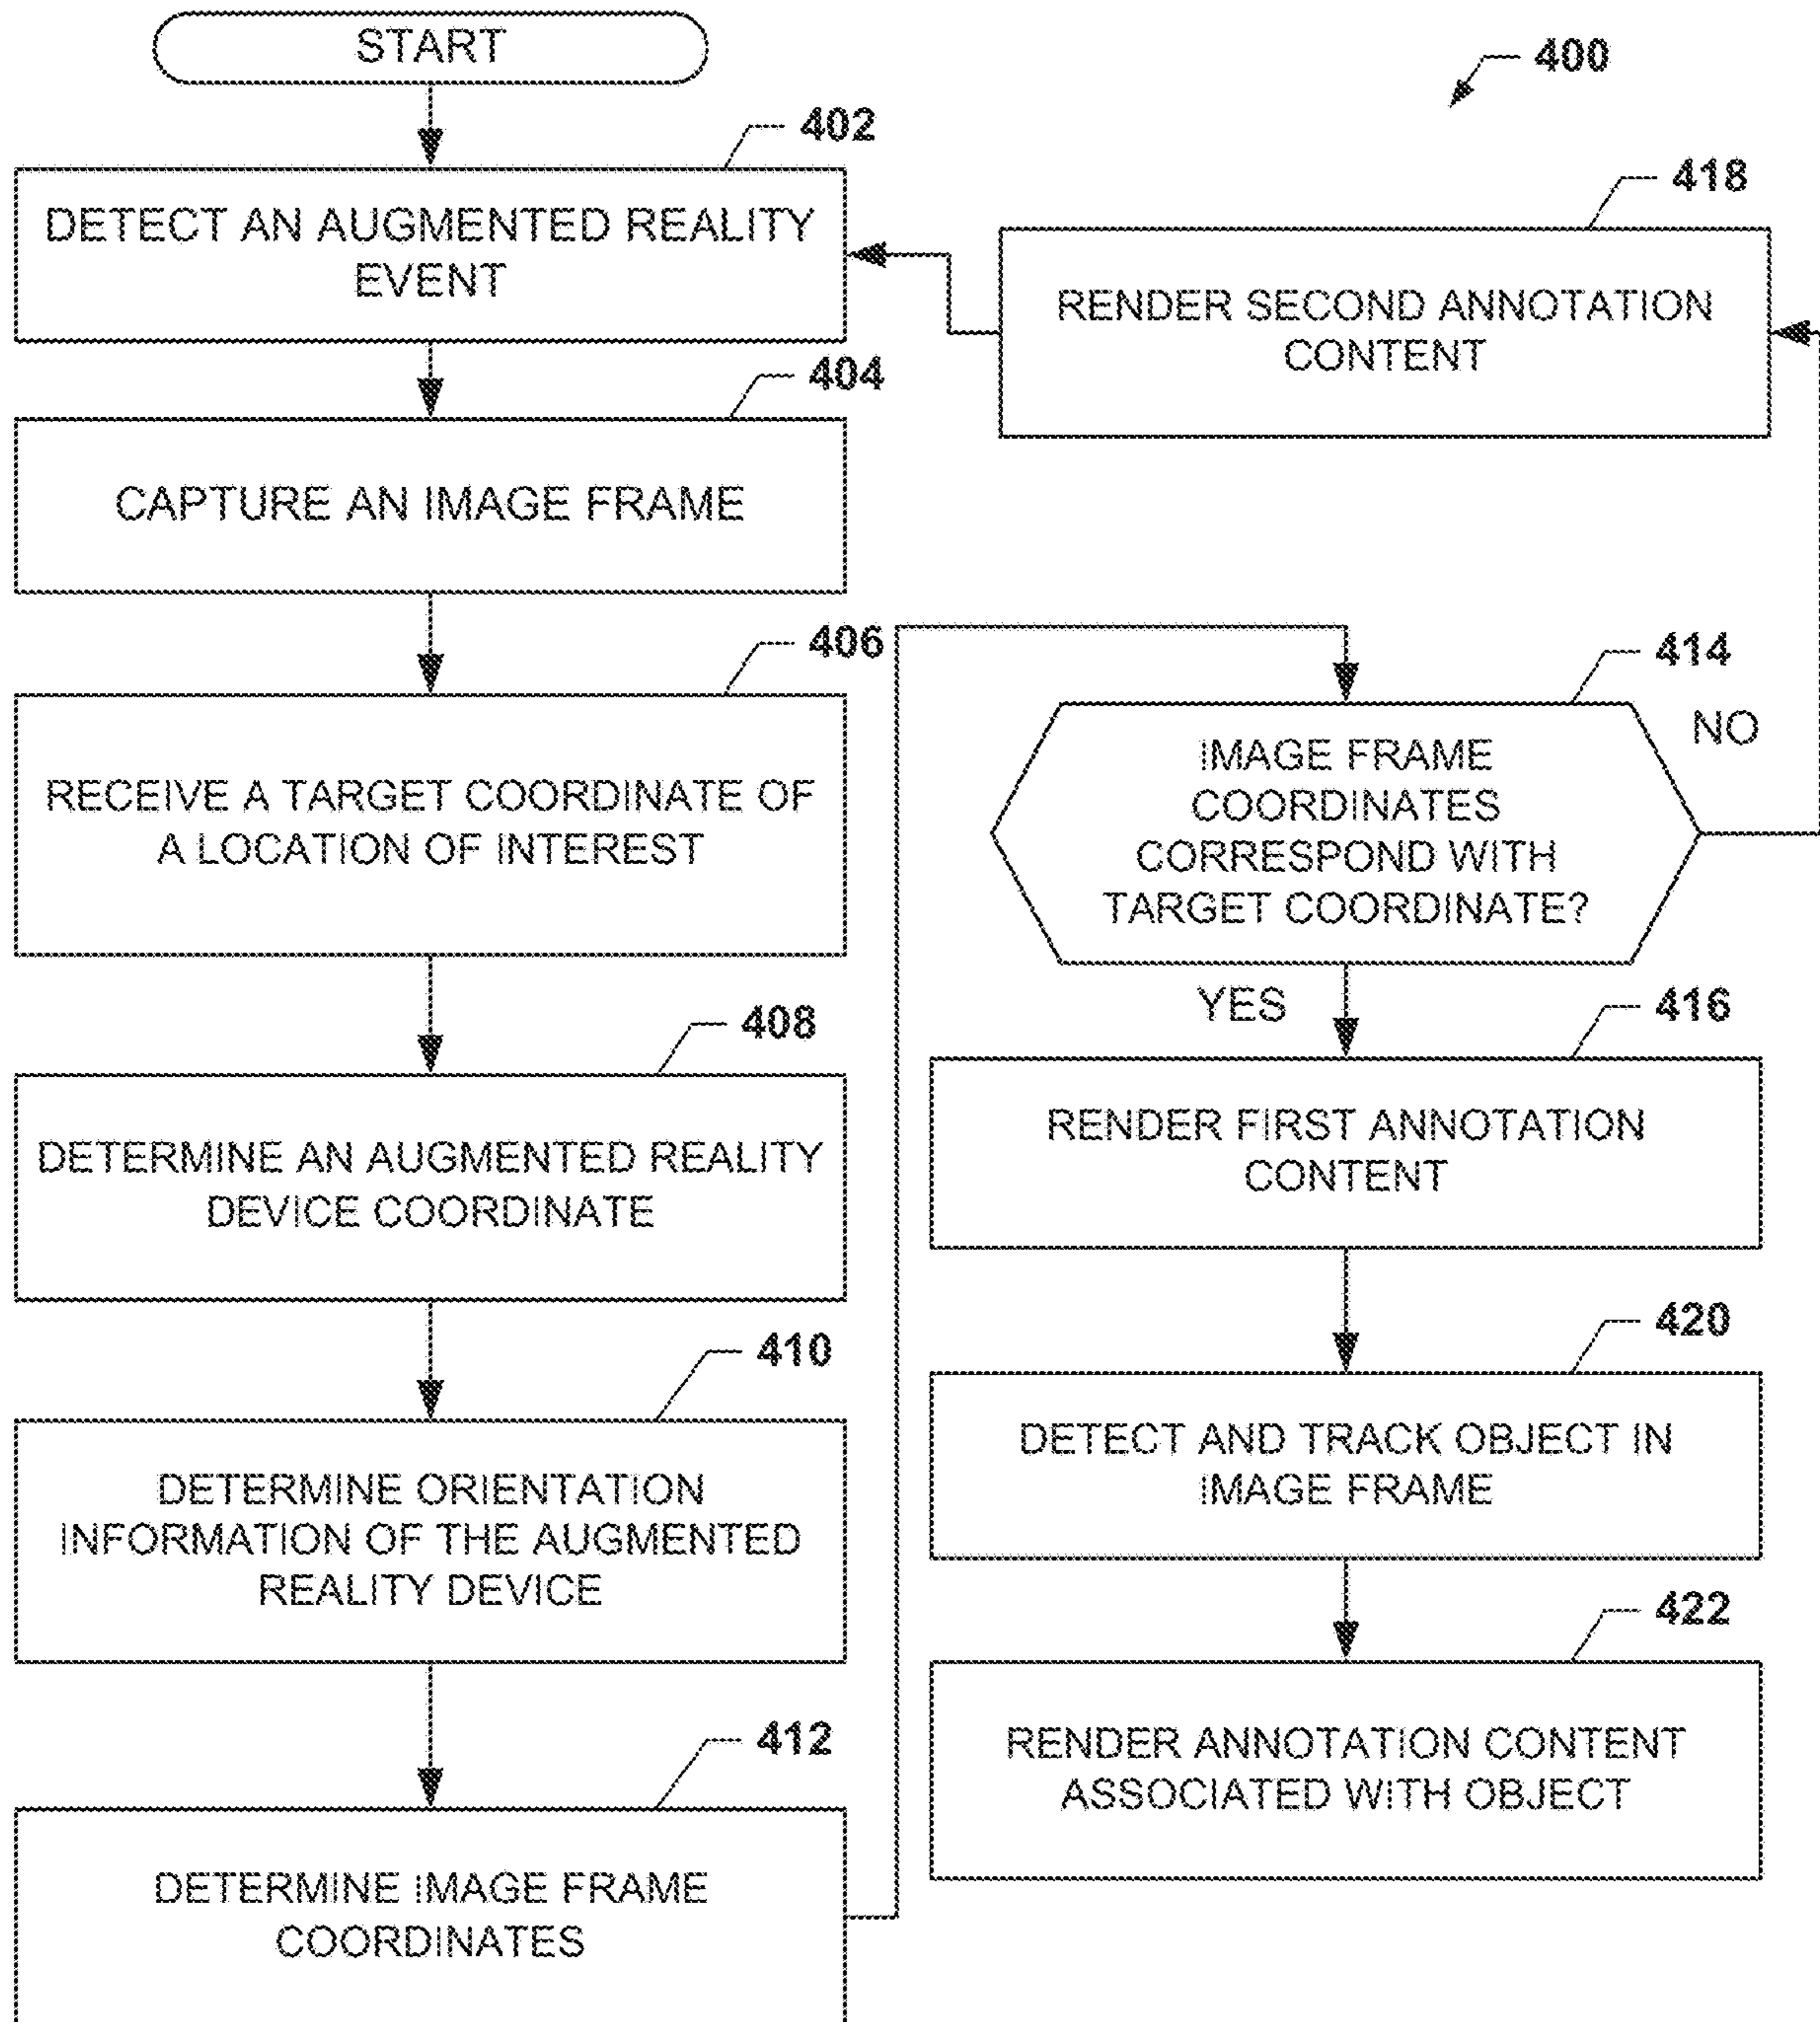 START
400
402
DETECT AN AUGMENTED REALITY
EVENT
404
CAPTURE AN IMAGE FRAME
406
RECEIVE A TARGET COORDINATE OF
A LOCATION OF INTEREST
408
DETERMINE AN AUGMENTED REALITY
DEVICE COORDINATE
410
DETERMINE ORIENTATION
INFORMATION OF THE AUGMENTED
REALITY DEVICE
412
DETERMINE IMAGE FRAME
COORDINATES
414
IMAGE FRAME
COORDINATES
CORRESPOND WITH
TARGET COORDINATE?
NO
YES
418
RENDER SECOND ANNOTATION
CONTENT
416
RENDER FIRST ANNOTATION
CONTENT
420
DETECT AND TRACK OBJECT IN
IMAGE FRAME
422
RENDER ANNOTATION CONTENT
ASSOCIATED WITH OBJECT